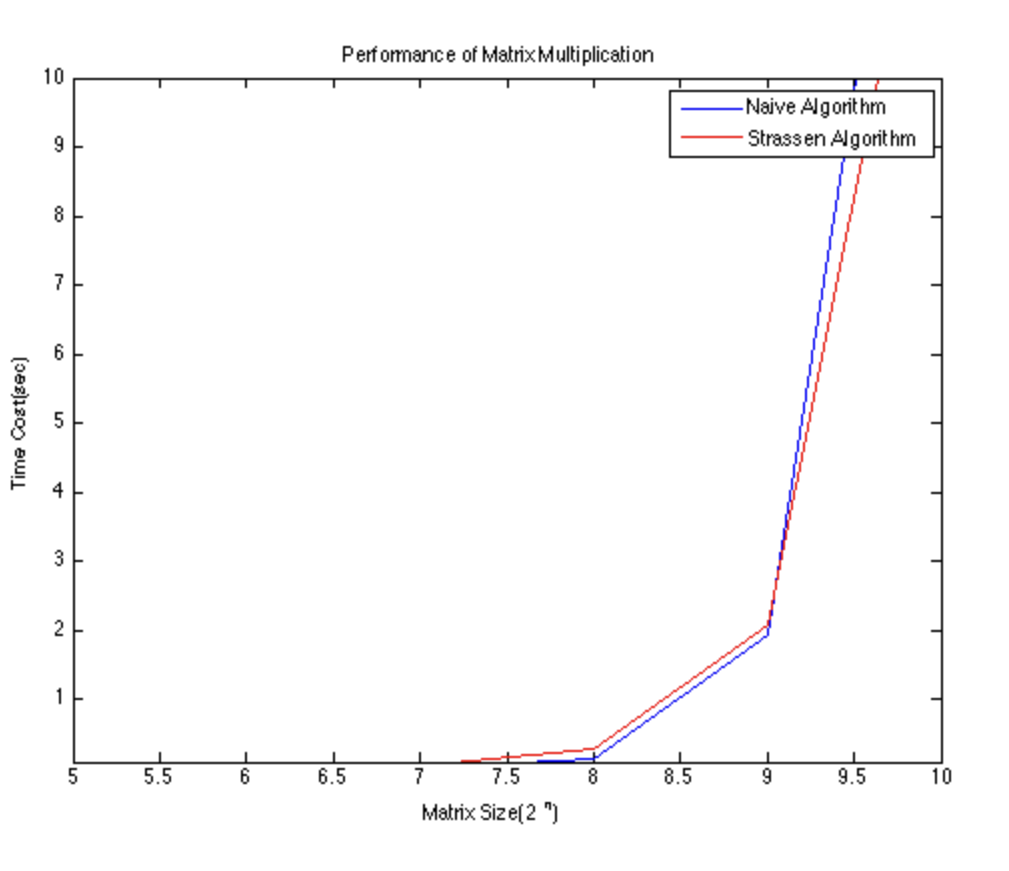 Performance of Matrix Multiplication
10
9
8
7
6
5
4
3
2
1
Time Cost(sec)
Naive Algorithm
Strassen Algorithm
5 5.5 6 6.5 7 7.5 8 8.5 9 9.5 10
Matrix Size(2 ⁿ)